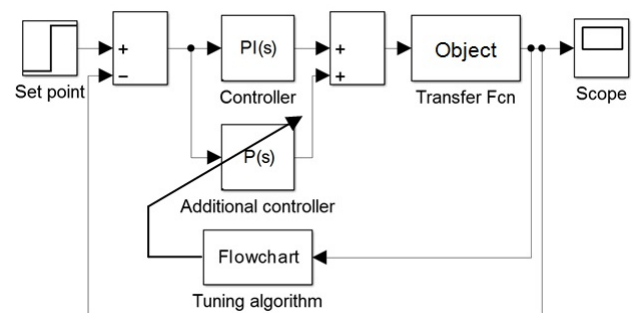 +
−
Set point
PI(s)
Controller
+
+
Object
Transfer Fcn
Scope
P(s)
Additional controller
Flowchart
Tuning algorithm